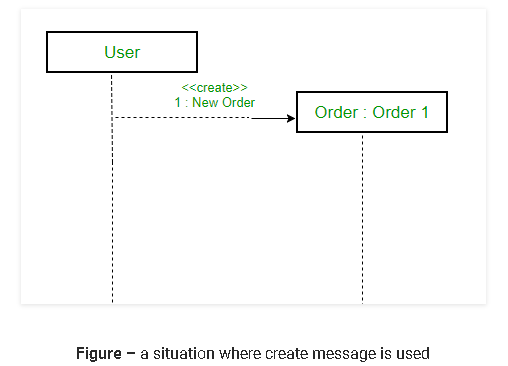 User
<<create>>
1 : New Order
Order : Order 1
Figure – a situation where create message is used